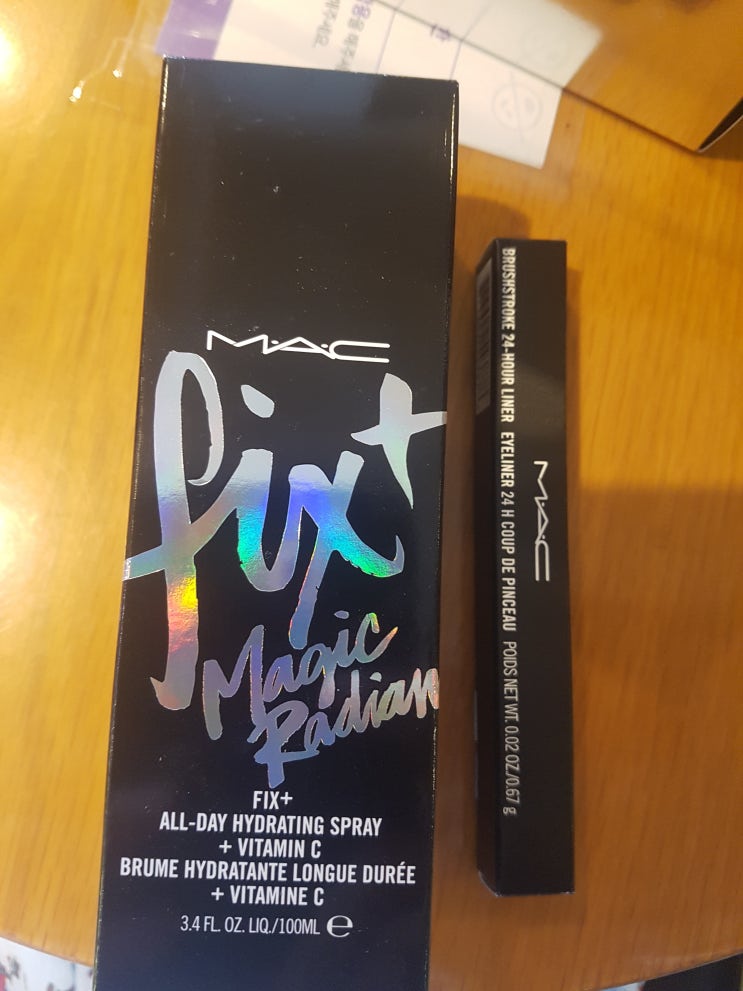 M·A·C
fix+
Magic
Radian
FIX+
ALL-DAY HYDRATING SPRAY
+ VITAMIN C
BRUME HYDRATANTE LONGUE DURÉE
+ VITAMINE C
3.4 FL. OZ. LIQ./100ML ℮
BRUSHSTROKE 24-HOUR LINER EYELINER 24 H COUP DE PINCEAU POIDS NET WT. 0.02 OZ./0.67 g
M·A·C